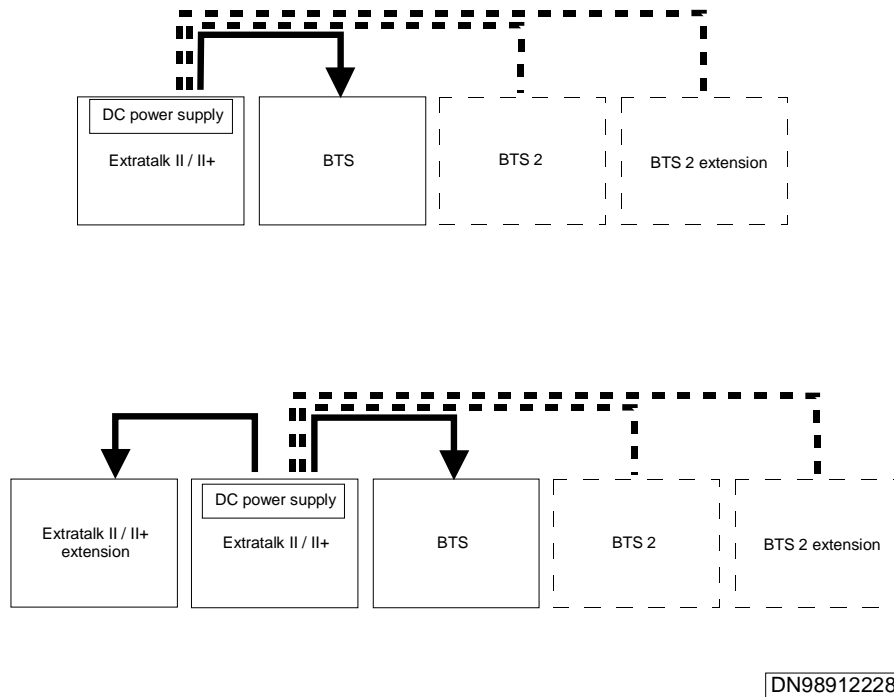 DC power supply
Extratalk II / II+
BTS
BTS 2
BTS 2 extension
DC power supply
Extratalk II / II+
extension
Extratalk II / II+
BTS
BTS 2
BTS 2 extension
DN98912228